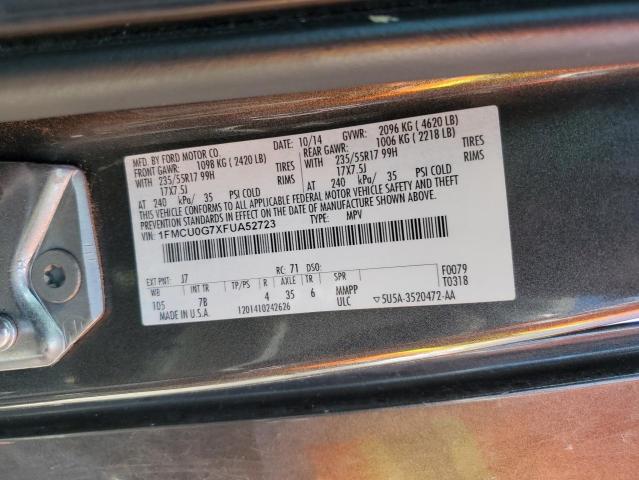 MFD. BY FORD MOTOR CO.
DATE: 10/14 GVWR: 2096 KG ( 4620 LB)
FRONT GAWR: 1098 KG ( 2420 LB) REAR GAWR: 1006 KG ( 2218 LB)
WITH 235/55R17 99H TIRES WITH 235/55R17 99H TIRES
17X7.5J RIMS 17X7.5J RIMS
AT 240 kPa/ 35 PSI COLD AT 240 kPa/ 35 PSI COLD
THIS VEHICLE CONFORMS TO ALL APPLICABLE FEDERAL MOTOR VEHICLE SAFETY AND THEFT
PREVENTION STANDARDS IN EFFECT ON THE DATE OF MANUFACTURE SHOWN ABOVE.
VIN: 1FMCU0G7XFUA52723 TYPE: MPV
EXT PNT: J7 RC: 71 DSO: F0079
WB INT TR TP/PS R AXLE TR SPR T0318
105 7B 4 35 6 MMPP
MADE IN U.S.A. 1201410242626 ULC ▽5U5A-3520472-AA